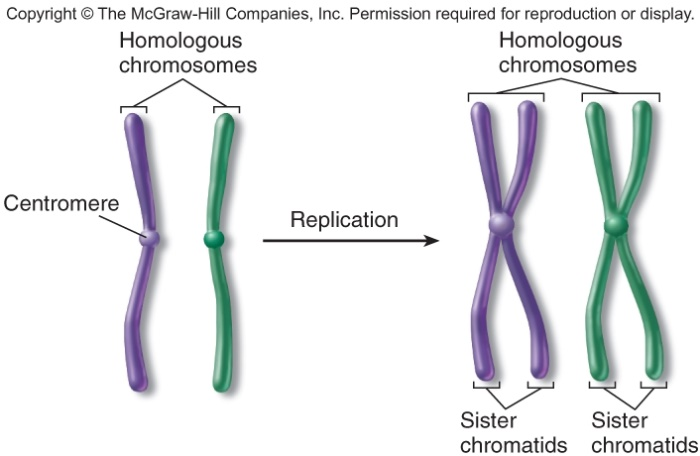 Copyright © The McGraw-Hill Companies, Inc. Permission required for reproduction or display.
Homologous
chromosomes
Homologous
chromosomes
Centromere
Replication
Sister
chromatids
Sister
chromatids